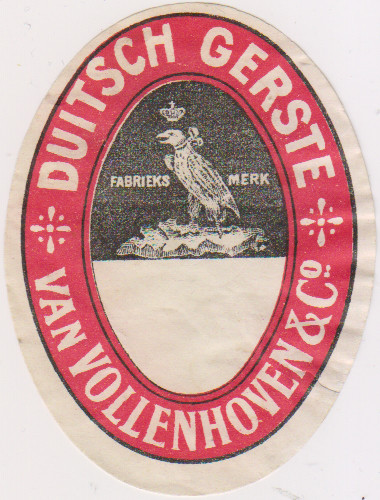 DUITSCH GERSTE
FABRIEKS MERK
VAN VOLLENHOVEN & Co